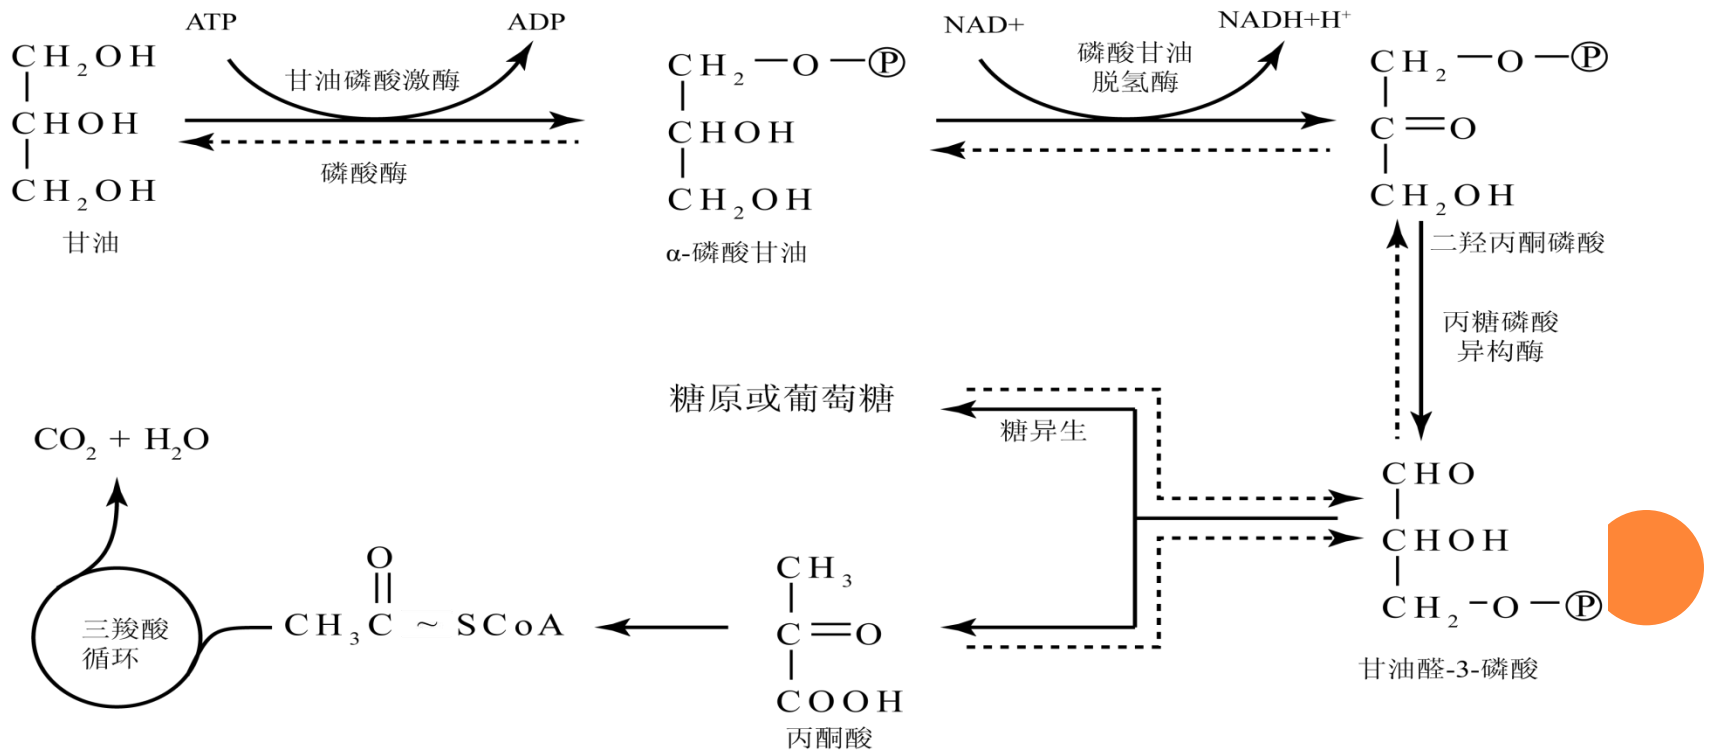 ATP
ADP
CH₂OH
CHOH
CH₂OH
甘油
甘油磷酸激酶
磷酸酶
CH₂—O—Ⓟ
CHOH
CH₂OH
α-磷酸甘油
NAD+
NADH+H⁺
磷酸甘油
脱氢酶
CH₂—O—Ⓟ
C=O
CH₂OH
二羟丙酮磷酸
丙糖磷酸
异构酶
糖原或葡萄糖
糖异生
CHO
CHOH
CH₂—O—Ⓟ
甘油醛-3-磷酸
CH₃
C=O
COOH
丙酮酸
O
CH₃C ~ SCoA
三羧酸
循环
CO₂ + H₂O